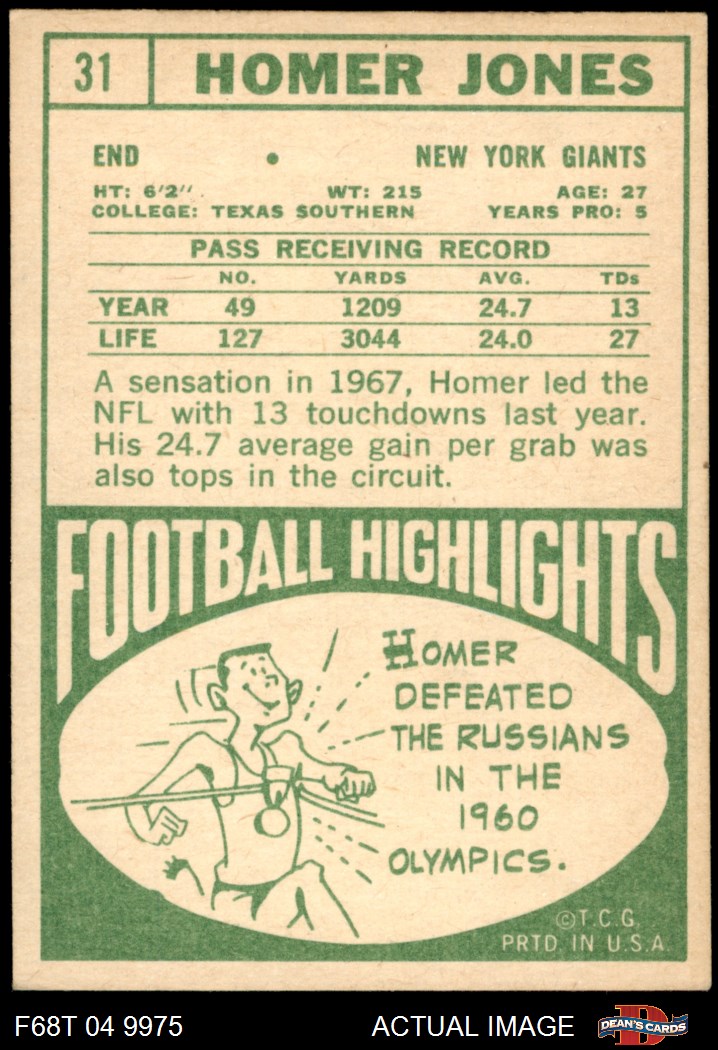 31 HOMER JONES
END • NEW YORK GIANTS
HT: 6'2" WT: 215 AGE: 27
COLLEGE: TEXAS SOUTHERN YEARS PRO: 5
PASS RECEIVING RECORD
NO. YARDS AVG. TDs
YEAR 49 1209 24.7 13
LIFE 127 3044 24.0 27
A sensation in 1967, Homer led the
NFL with 13 touchdowns last year.
His 24.7 average gain per grab was
also tops in the circuit.
FOOTBALL HIGHLIGHTS
HOMER
DEFEATED
THE RUSSIANS
IN THE
1960
OLYMPICS.
©T.C.G.
PRTD. IN U.S.A.
F68T 04 9975 ACTUAL IMAGE DEAN'S CARDS